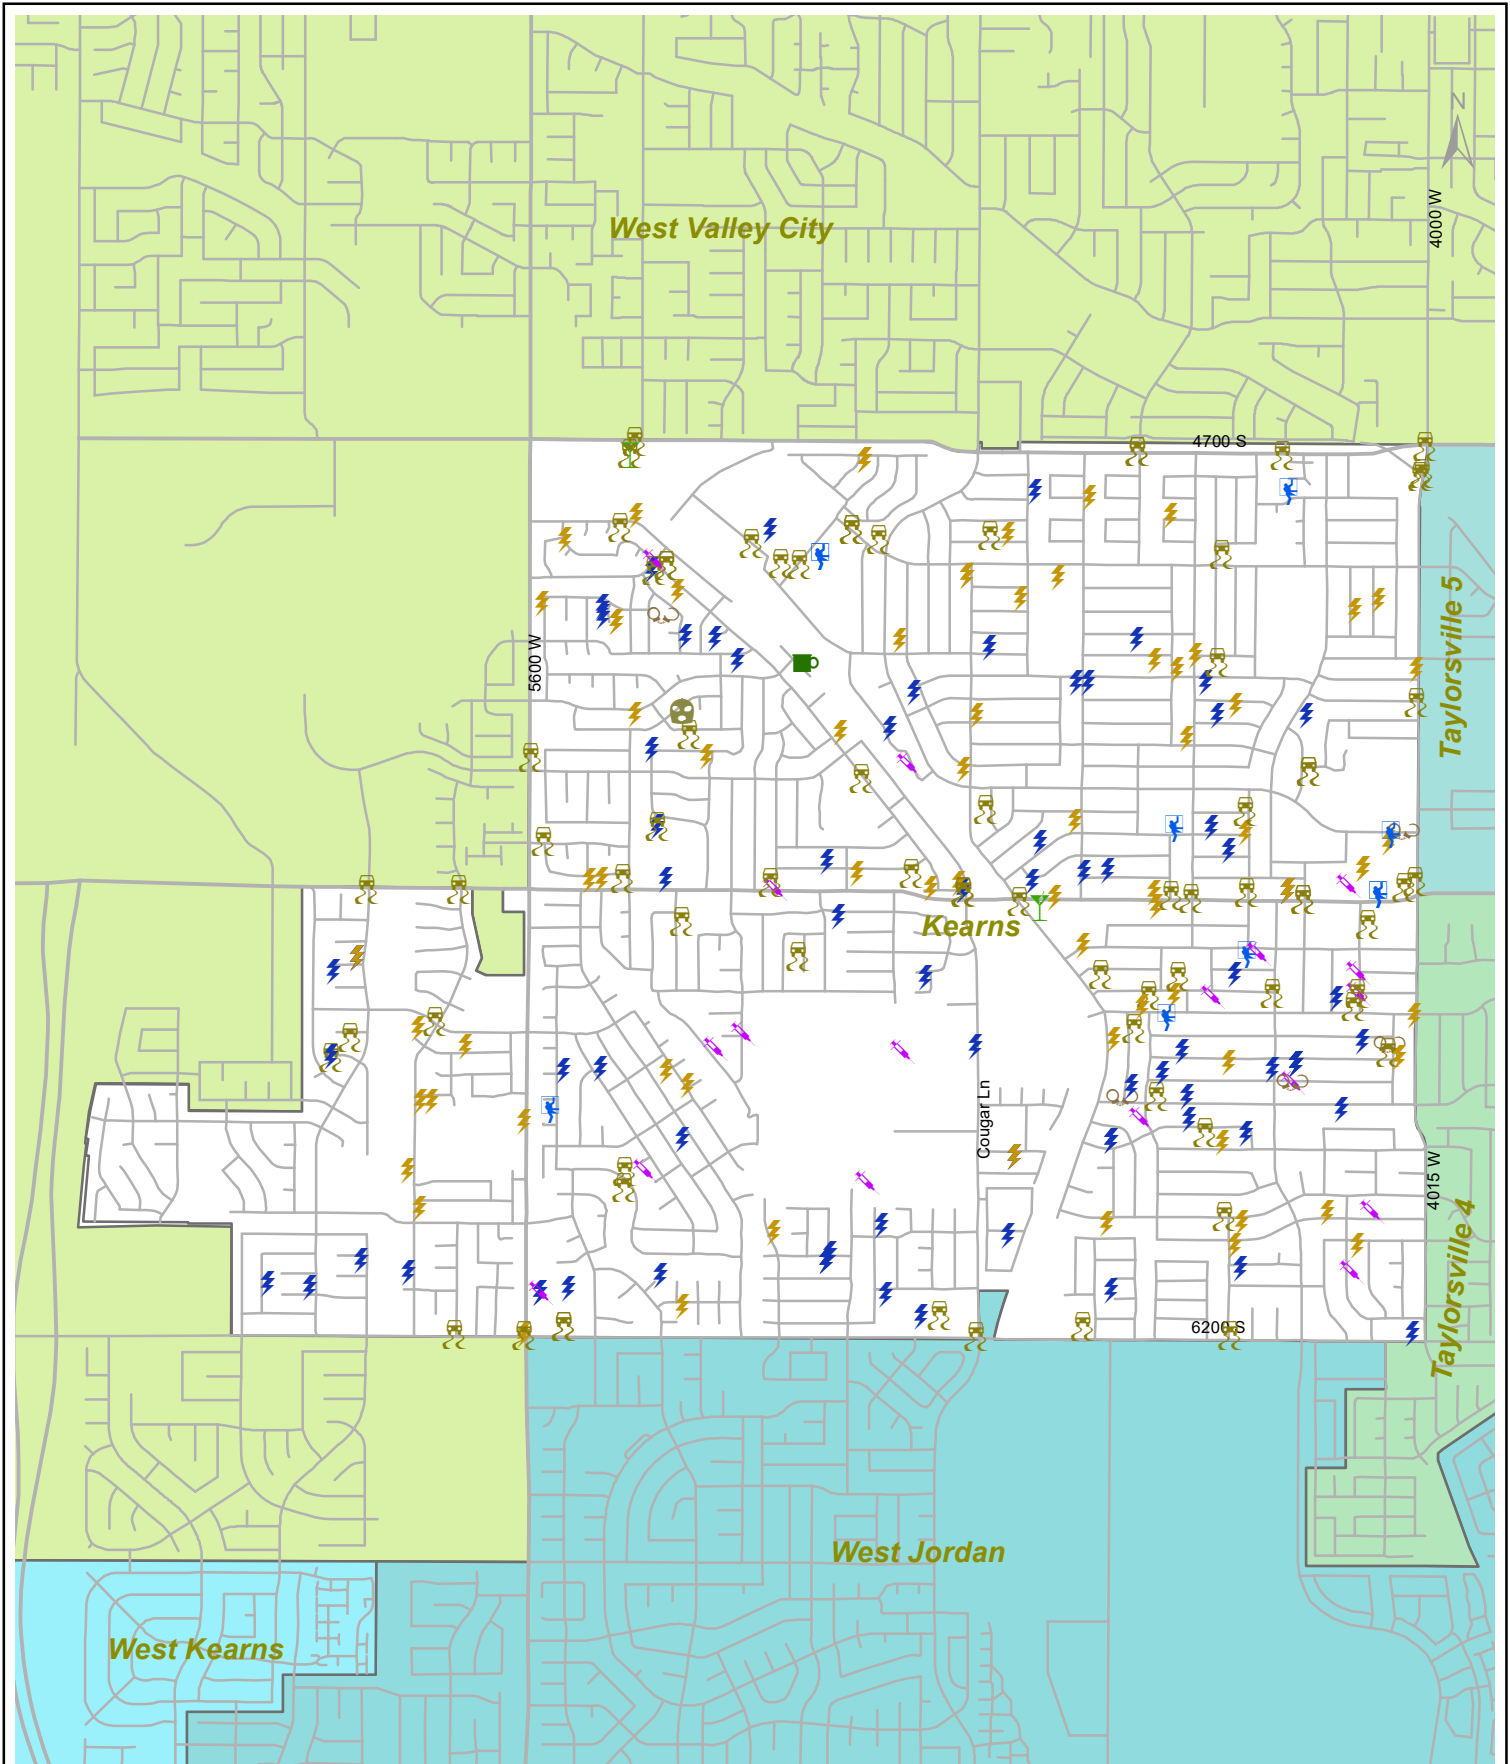 N
4000 W
West Valley City
4700 S
Taylorsville 5
5600 W
Kearns
Cougar Ln
4015 W
Taylorsville 4
6200 S
West Jordan
West Kearns